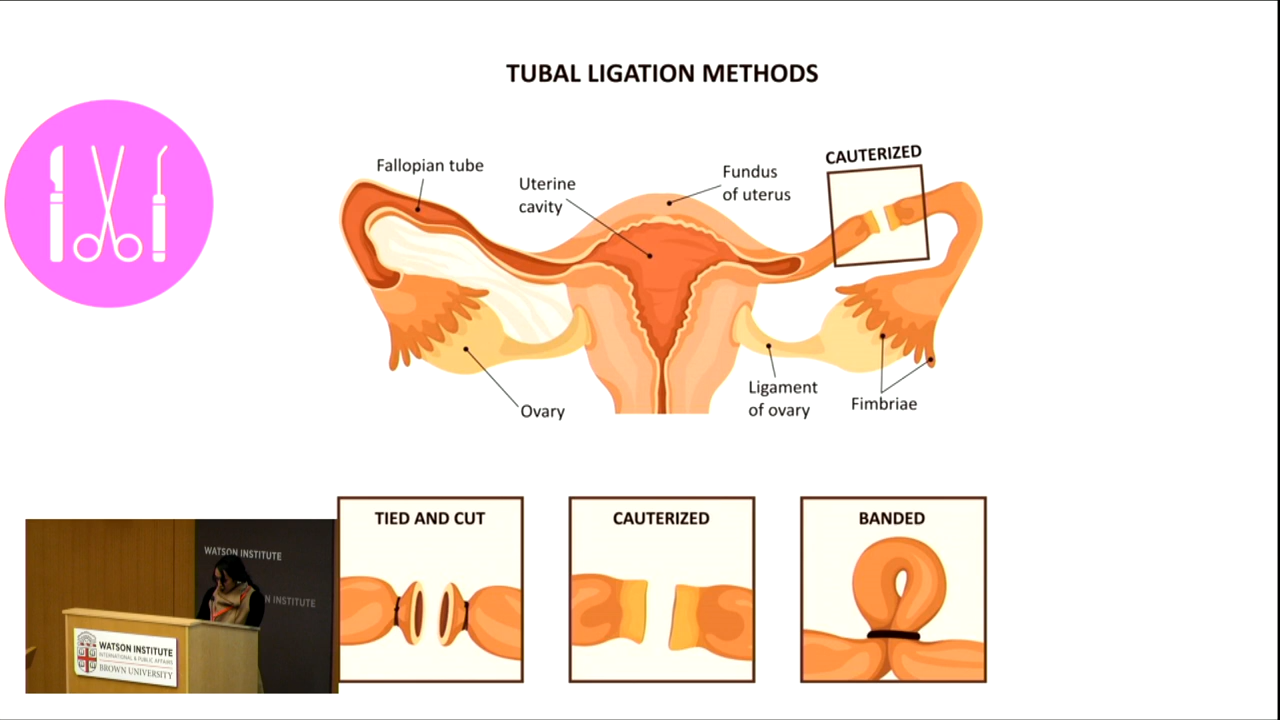 TUBAL LIGATION METHODS
CAUTERIZED
Fallopian tube
Uterine
cavity
Fundus
of uterus
Ovary
Ligament
of ovary
Fimbriae
TIED AND CUT
CAUTERIZED
BANDED
WATSON INSTITUTE
N INSTITUTE
WATSON INSTITUTE
INTERNATIONAL & PUBLIC AFFAIRS
BROWN UNIVERSITY